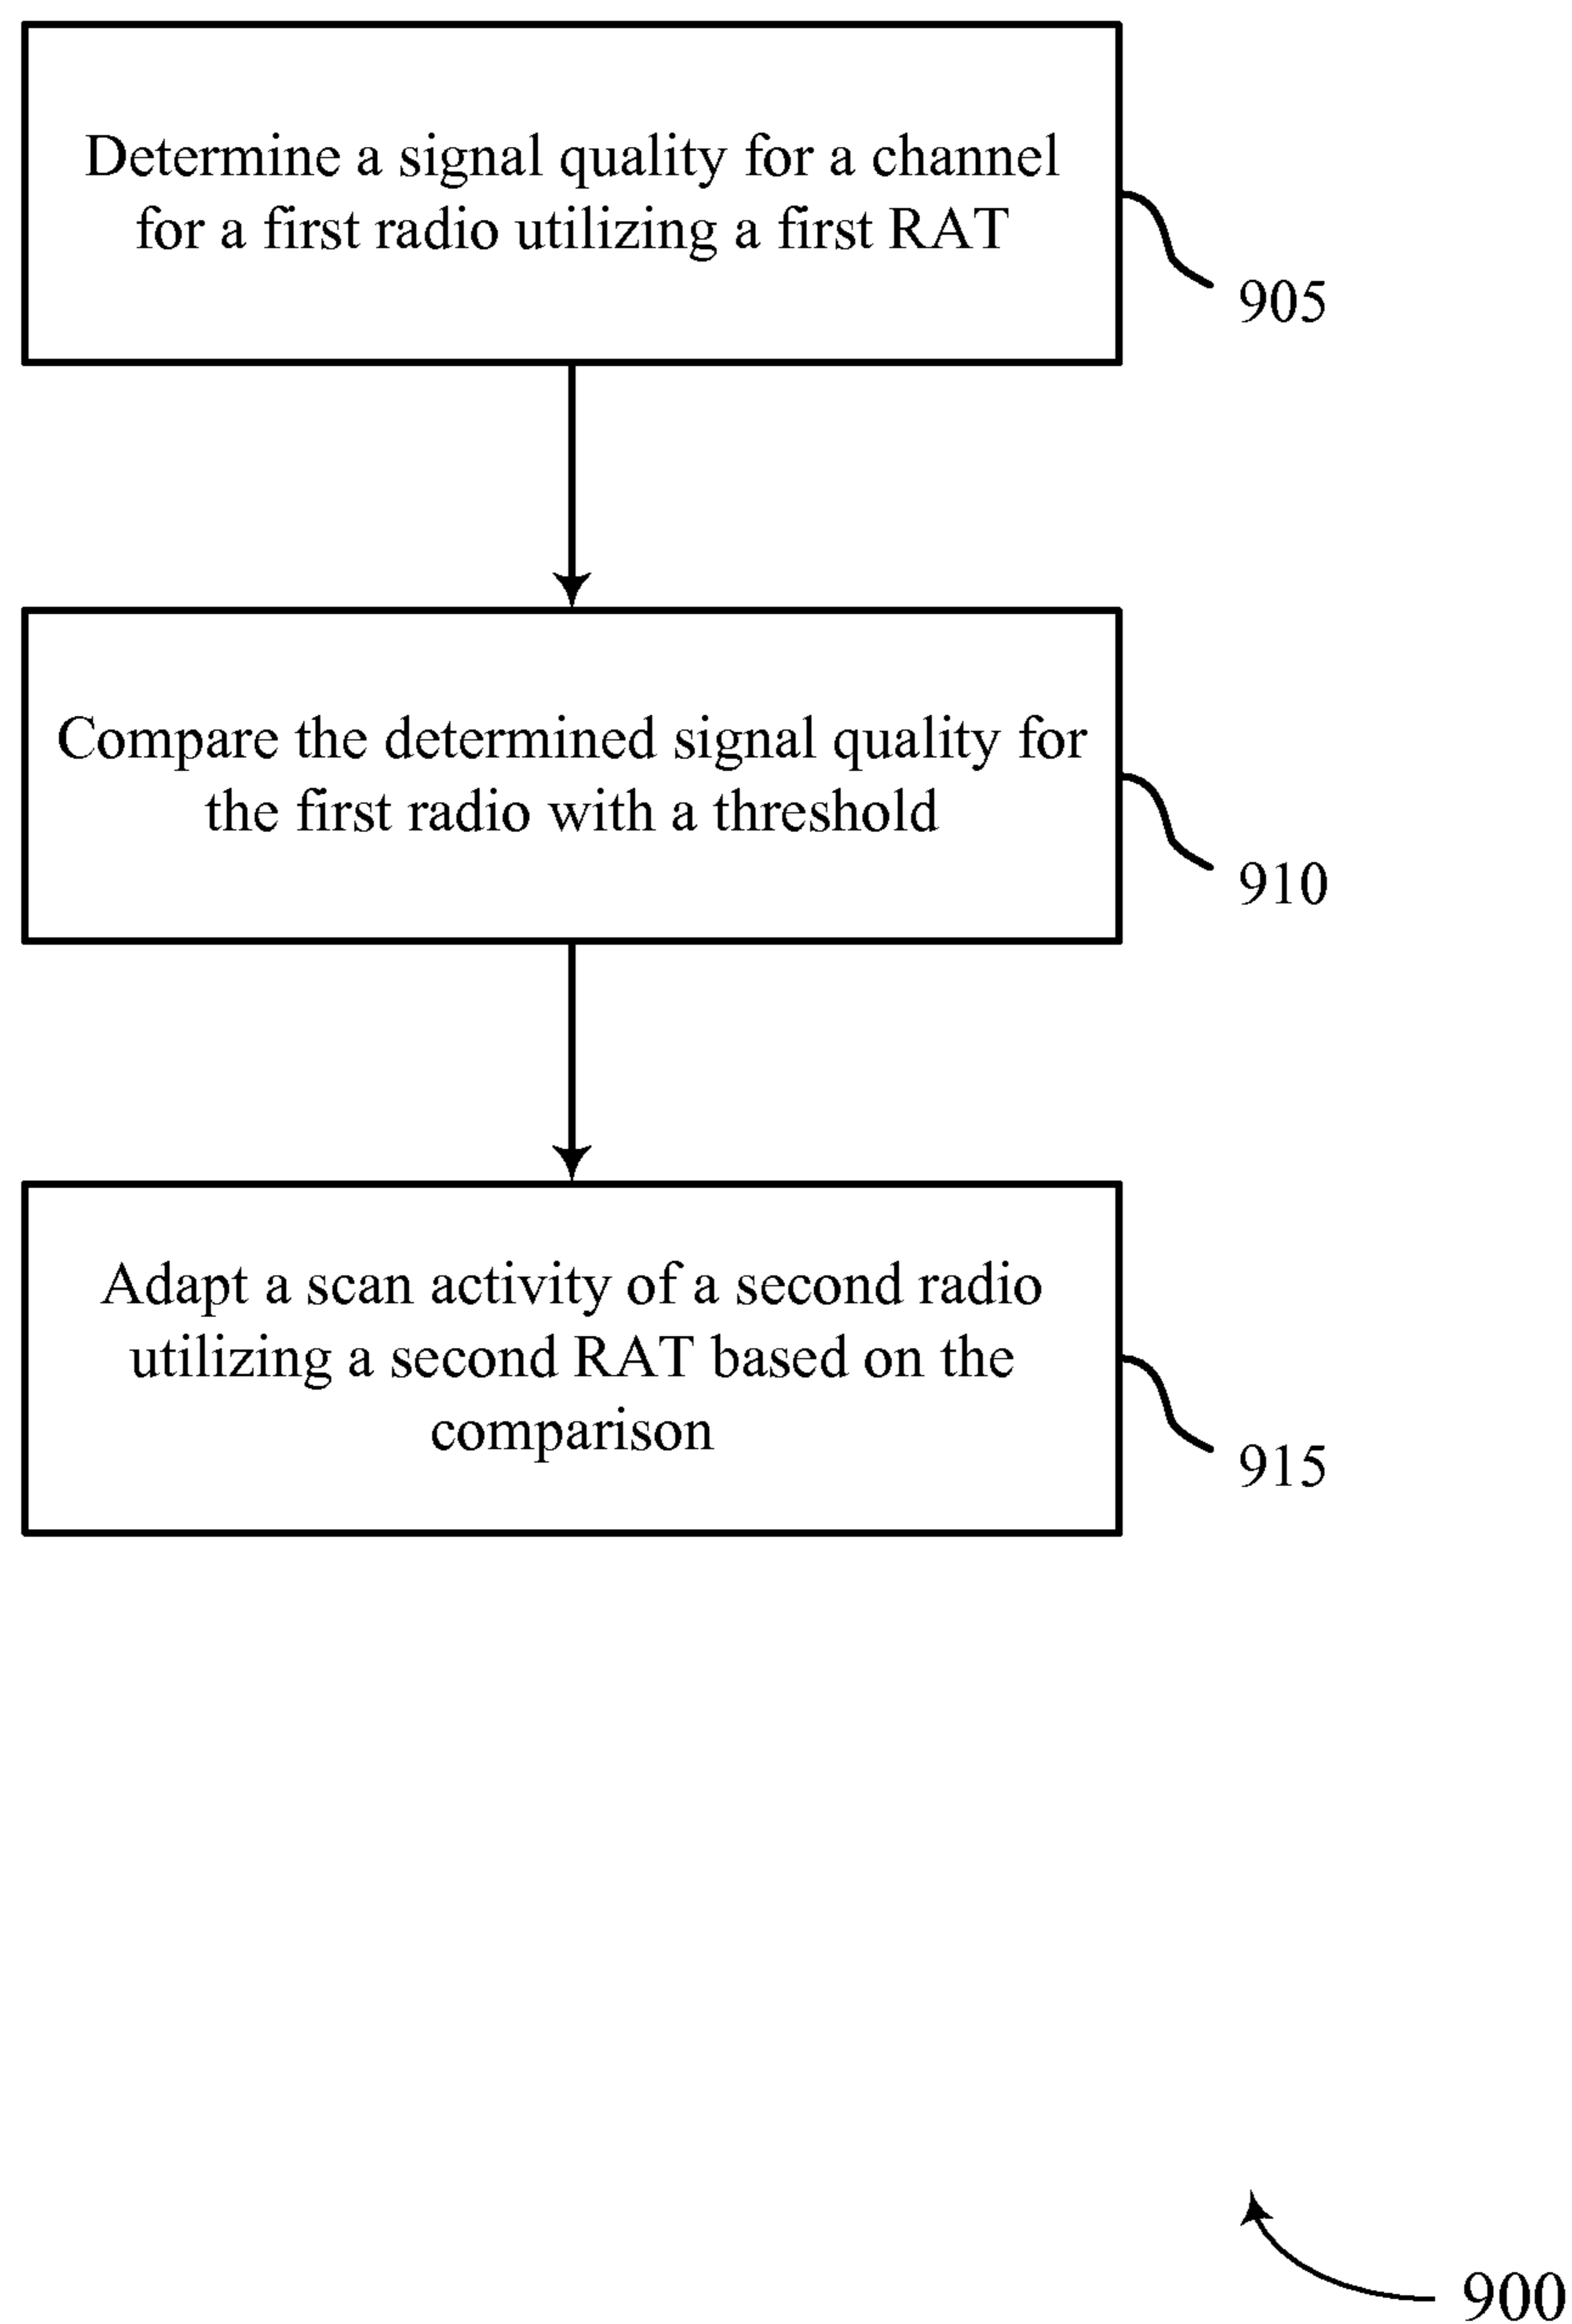 Determine a signal quality for a channel
for a first radio utilizing a first RAT
905
Compare the determined signal quality for
the first radio with a threshold
910
Adapt a scan activity of a second radio
utilizing a second RAT based on the
comparison
915
900